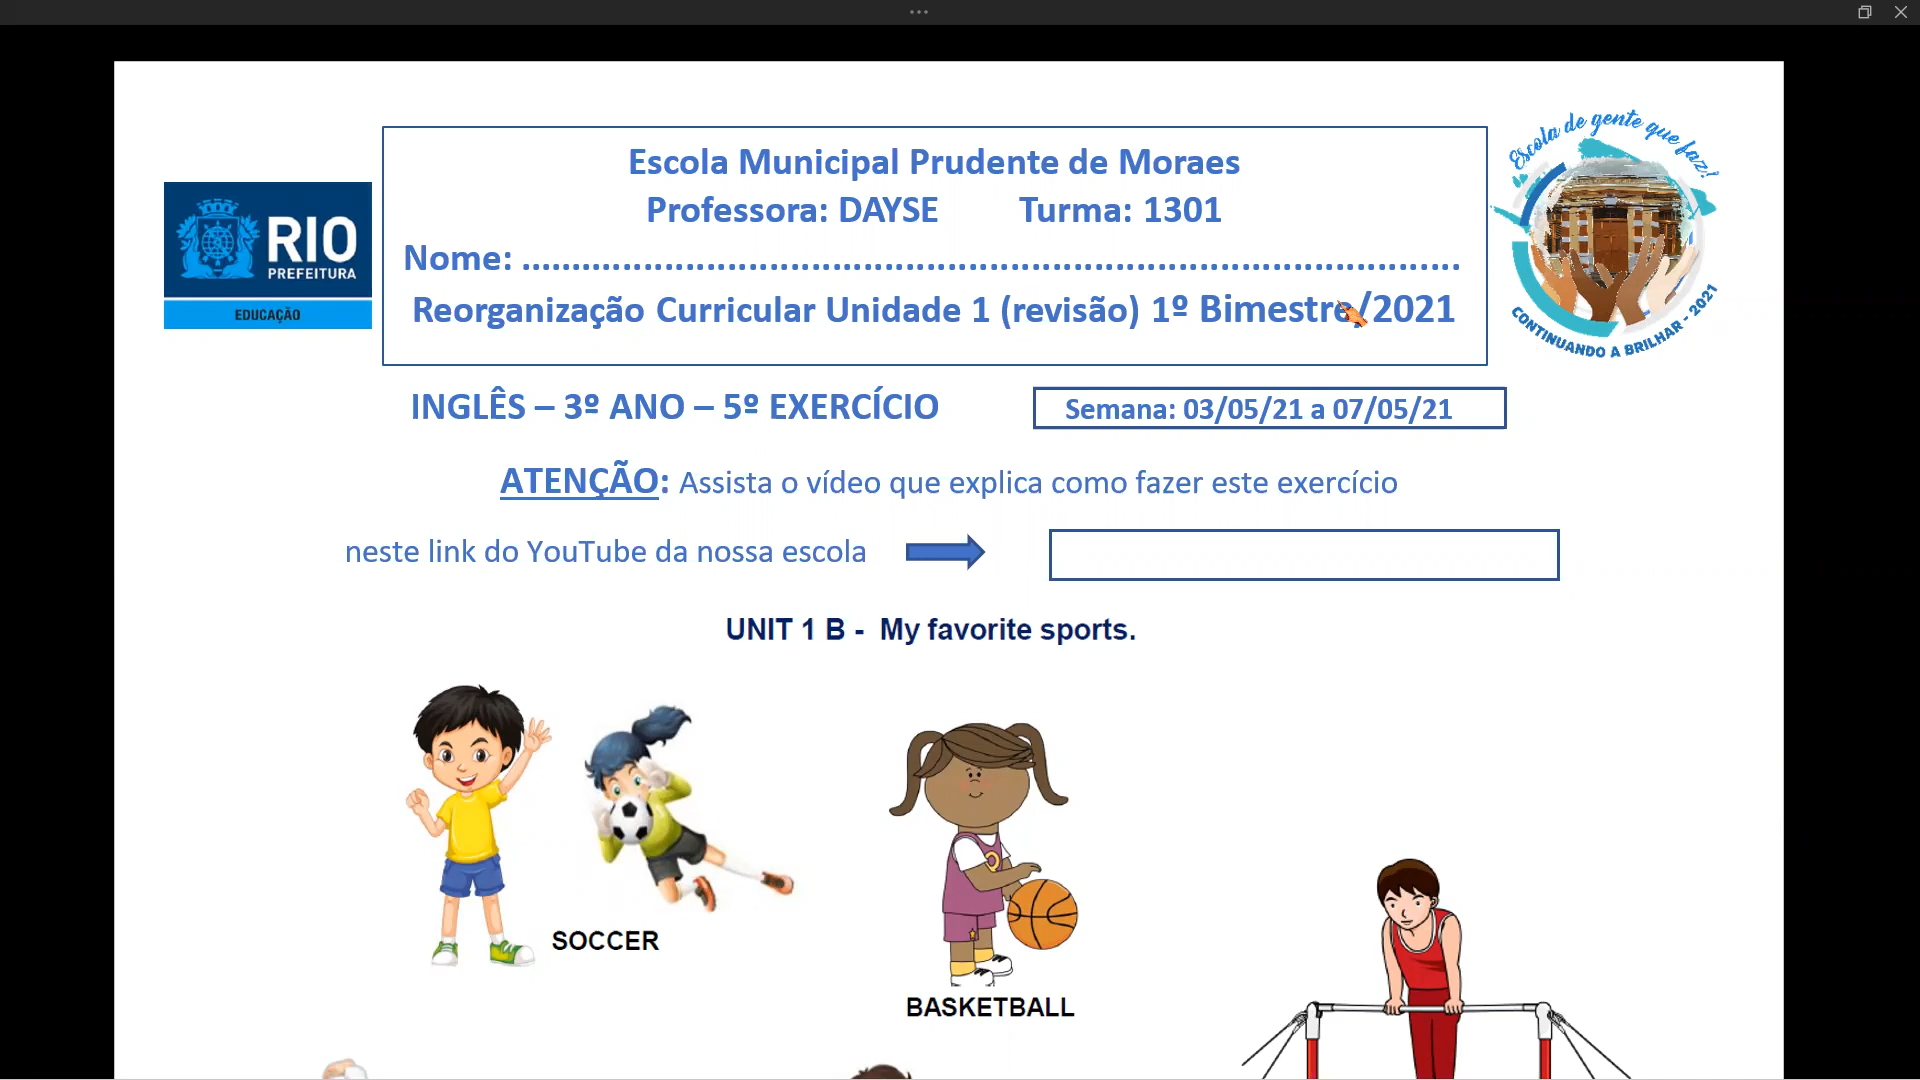 Escola Municipal Prudente de Moraes
Professora: DAYSE Turma: 1301
Nome: ............................................................................................
Reorganização Curricular Unidade 1 (revisão) 1º Bimestre/2021
RIO
PREFEITURA
EDUCAÇÃO
Escola de gente que faz!
CONTINUANDO A BRILHAR - 2021
INGLÊS – 3º ANO – 5º EXERCÍCIO
Semana: 03/05/21 a 07/05/21
ATENÇÃO: Assista o vídeo que explica como fazer este exercício
neste link do YouTube da nossa escola
UNIT 1 B - My favorite sports.
SOCCER
BASKETBALL